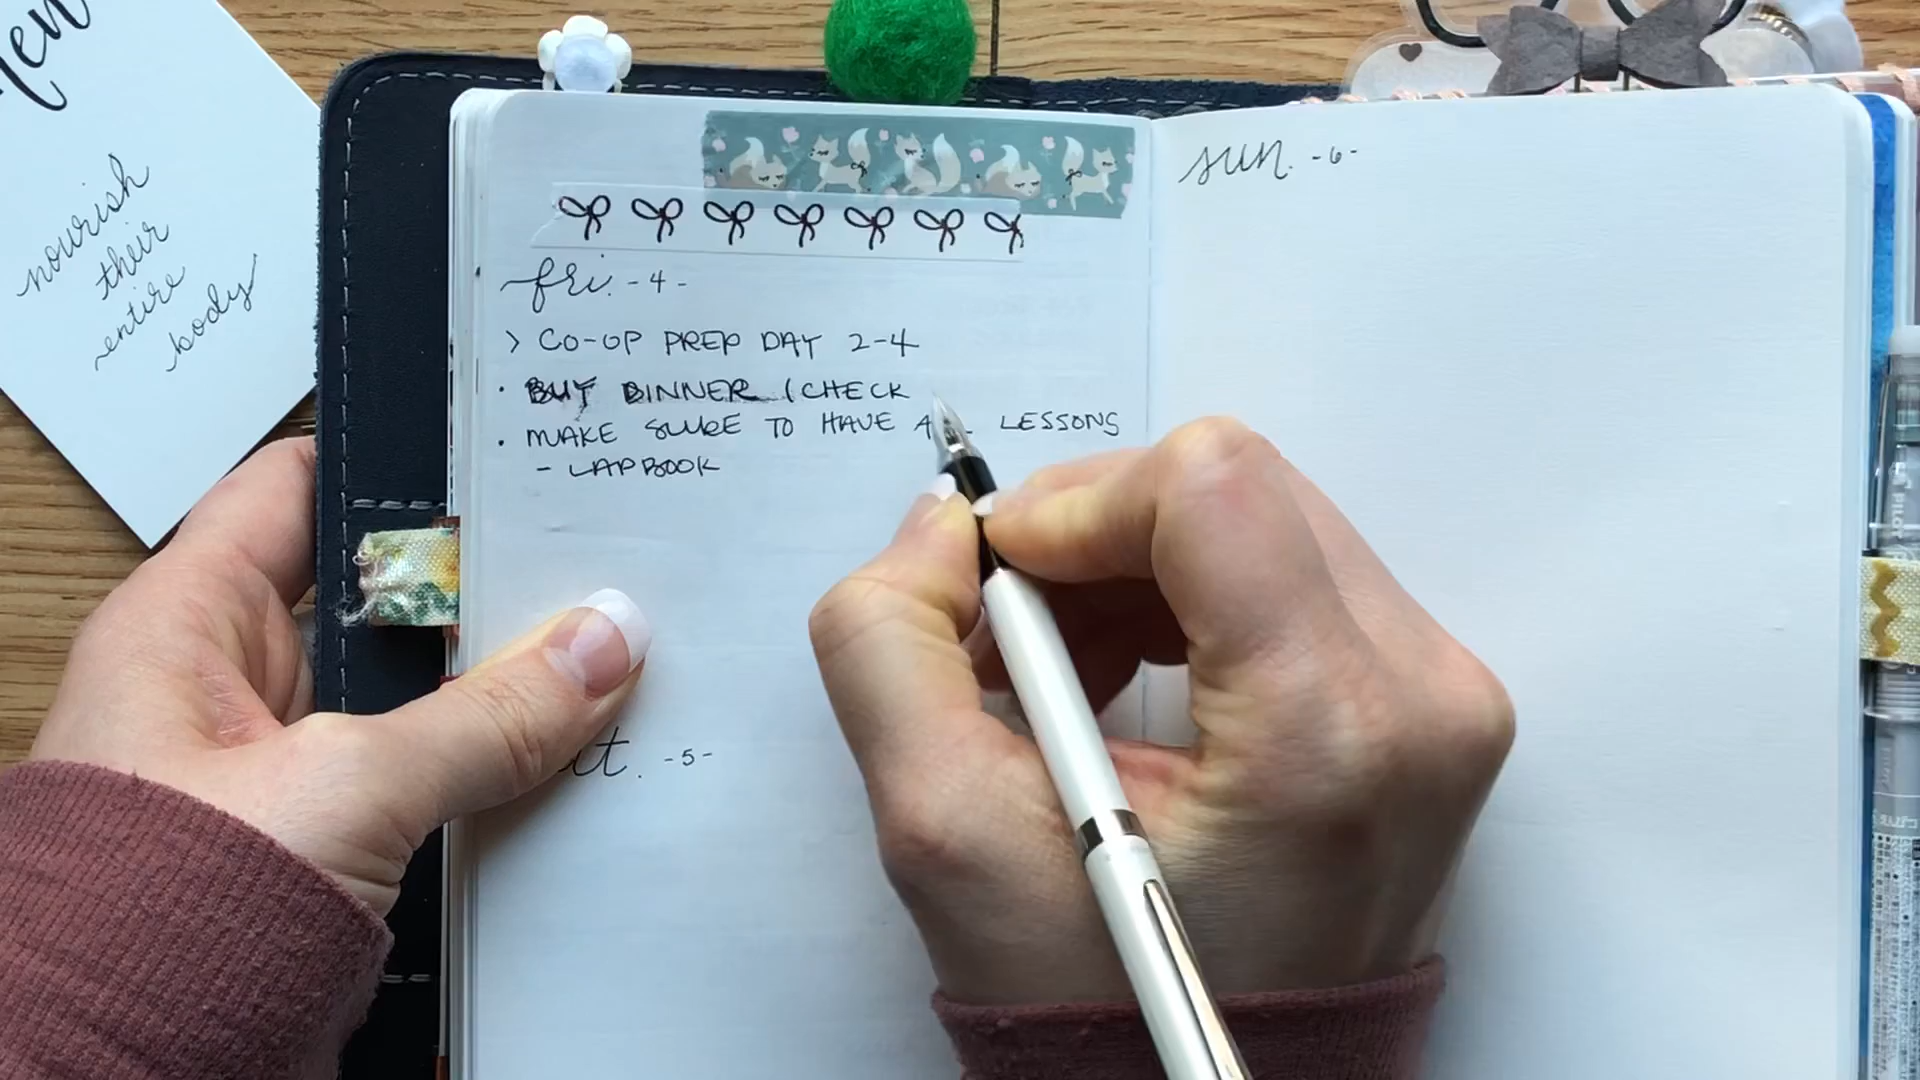 nourish
their
entire
body
fri. -4-
> CO-OP PREP DAY 2-4
• BUY DINNER (CHECK
• MAKE SURE TO HAVE LESSONS
- LAPBOOK
-5-
sun. -6-
PILOT